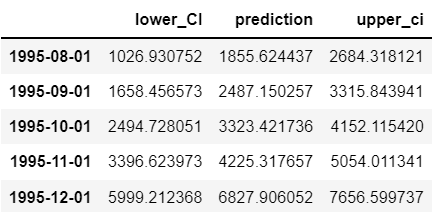 lower_CI prediction upper_ci
1995-08-01 1026.930752 1855.624437 2684.318121
1995-09-01 1658.456573 2487.150257 3315.843941
1995-10-01 2494.728051 3323.421736 4152.115420
1995-11-01 3396.623973 4225.317657 5054.011341
1995-12-01 5999.212368 6827.906052 7656.599737